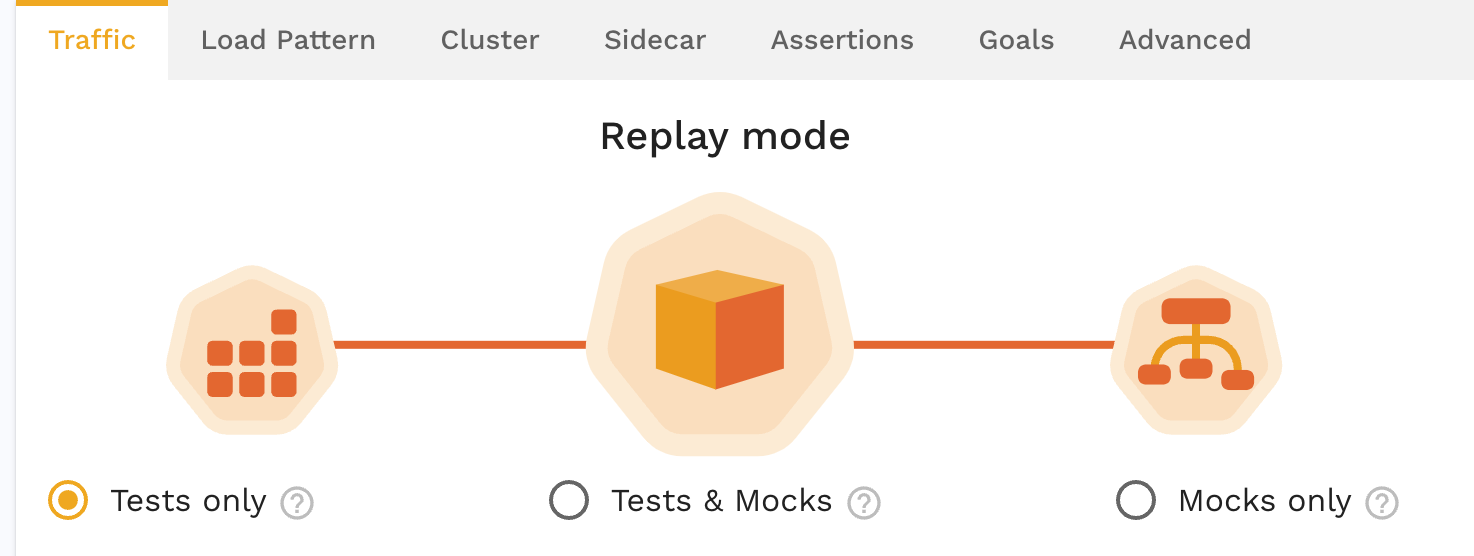 Traffic Load Pattern Cluster Sidecar Assertions Goals Advanced
Replay mode
Tests only ? Tests & Mocks ? Mocks only ?